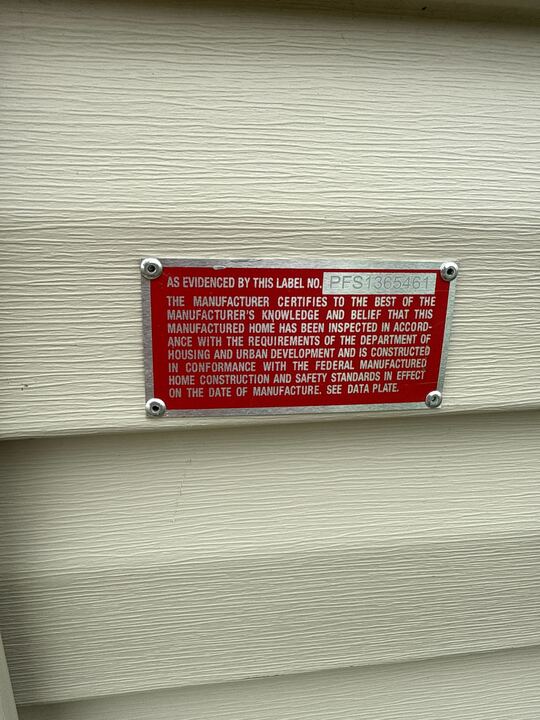 AS EVIDENCED BY THIS LABEL NO. PFS1365461
THE MANUFACTURER CERTIFIES TO THE BEST OF THE
MANUFACTURER'S KNOWLEDGE AND BELIEF THAT THIS
MANUFACTURED HOME HAS BEEN INSPECTED IN ACCORD-
ANCE WITH THE REQUIREMENTS OF THE DEPARTMENT OF
HOUSING AND URBAN DEVELOPMENT AND IS CONSTRUCTED
IN CONFORMANCE WITH THE FEDERAL MANUFACTURED
HOME CONSTRUCTION AND SAFETY STANDARDS IN EFFECT
ON THE DATE OF MANUFACTURE. SEE DATA PLATE.